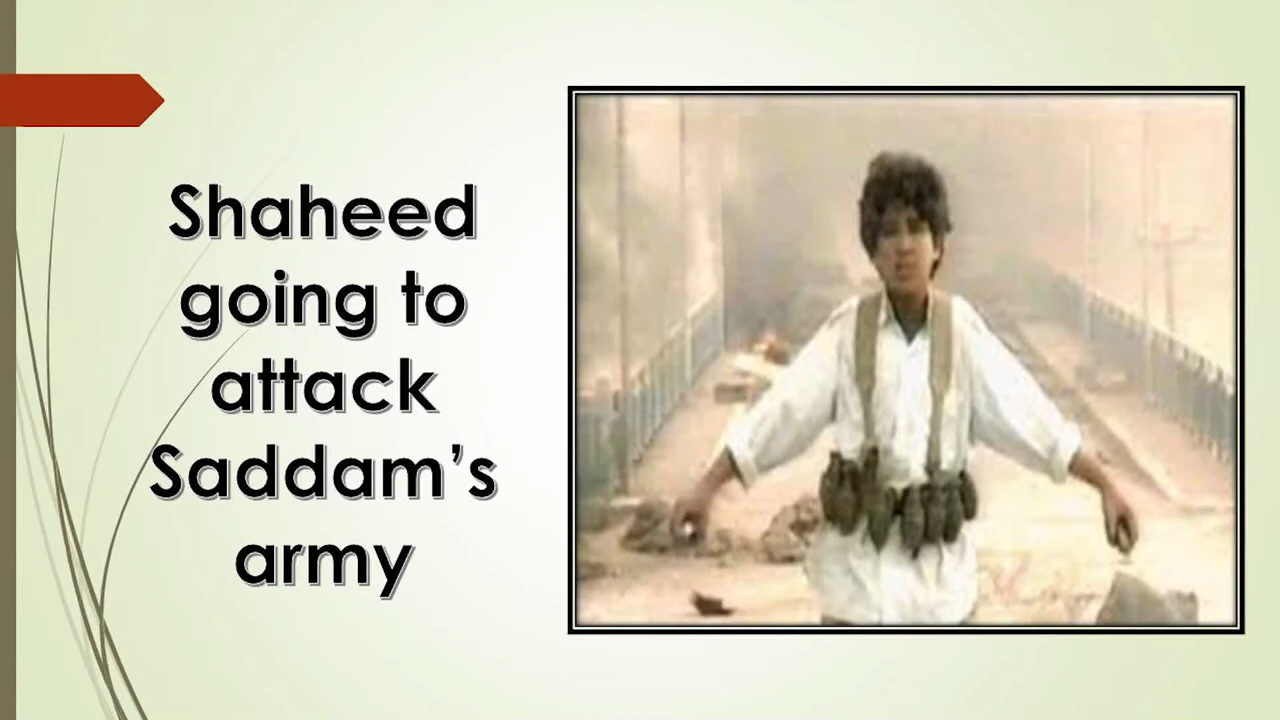 Shaheed
going to
attack
Saddam's
army